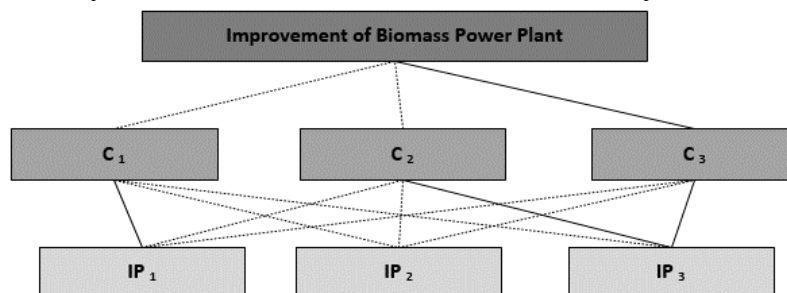 Improvement of Biomass Power Plant
C 1
C 2
C 3
IP 1
IP 2
IP 3